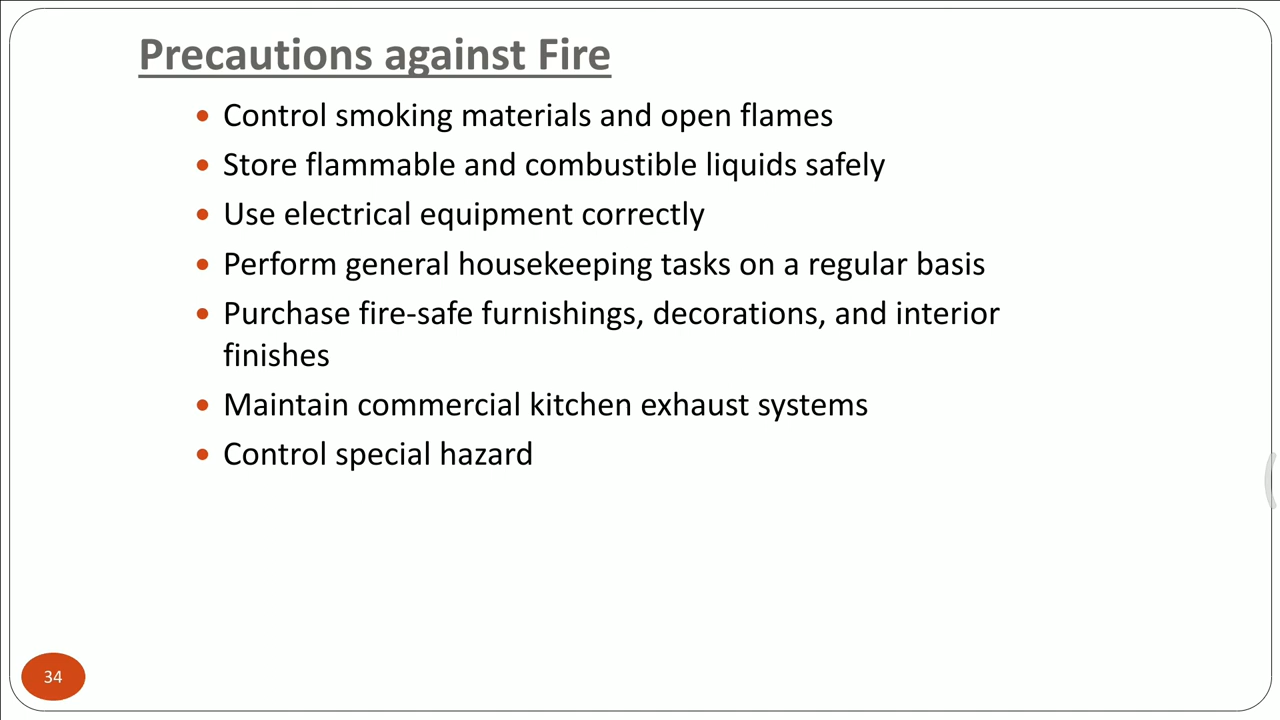 Precautions against Fire
• Control smoking materials and open flames
• Store flammable and combustible liquids safely
• Use electrical equipment correctly
• Perform general housekeeping tasks on a regular basis
• Purchase fire-safe furnishings, decorations, and interior
finishes
• Maintain commercial kitchen exhaust systems
• Control special hazard
34